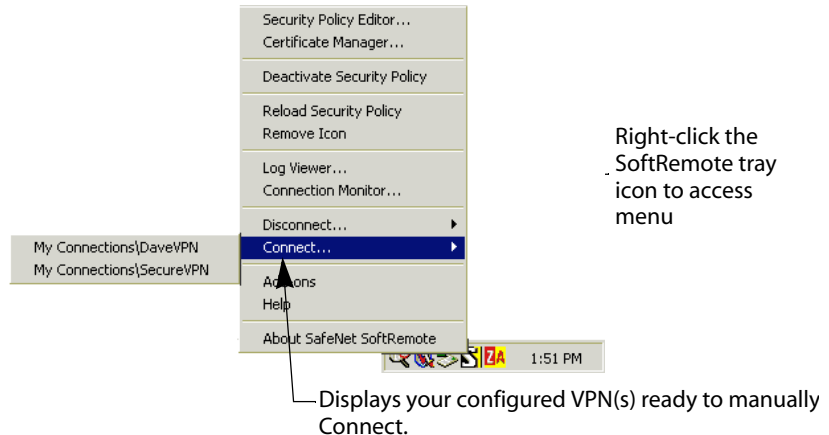 Security Policy Editor...
Certificate Manager...
Deactivate Security Policy
Reload Security Policy
Remove Icon
Log Viewer...
Connection Monitor...
Disconnect...
Connect...
My Connections\DaveVPN
My Connections\SecureVPN
Help
About SafeNet SoftRemote
Right-click the
SoftRemote tray
icon to access
menu
ZA
1:51 PM
Displays your configured VPN(s) ready to manually
Connect.